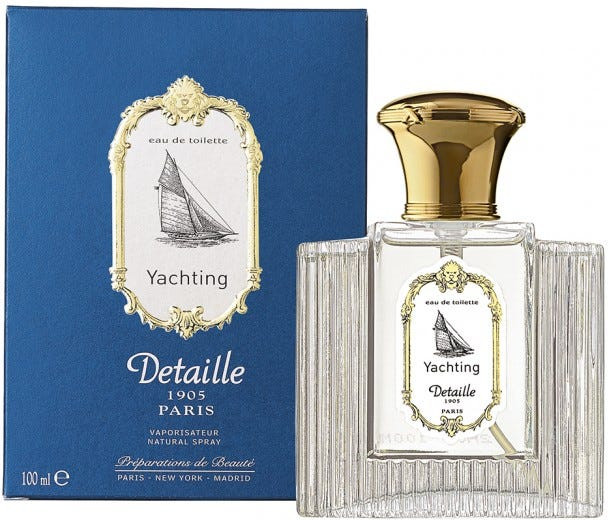 eau de toilette
Yachting
Detaille
1905
PARIS
VAPORISATEUR
NATURAL SPRAY
Préparations de Beauté
PARIS - NEW YORK - MADRID
100 ml ℮
eau de toilette
Yachting
Detaille
1905
PARIS